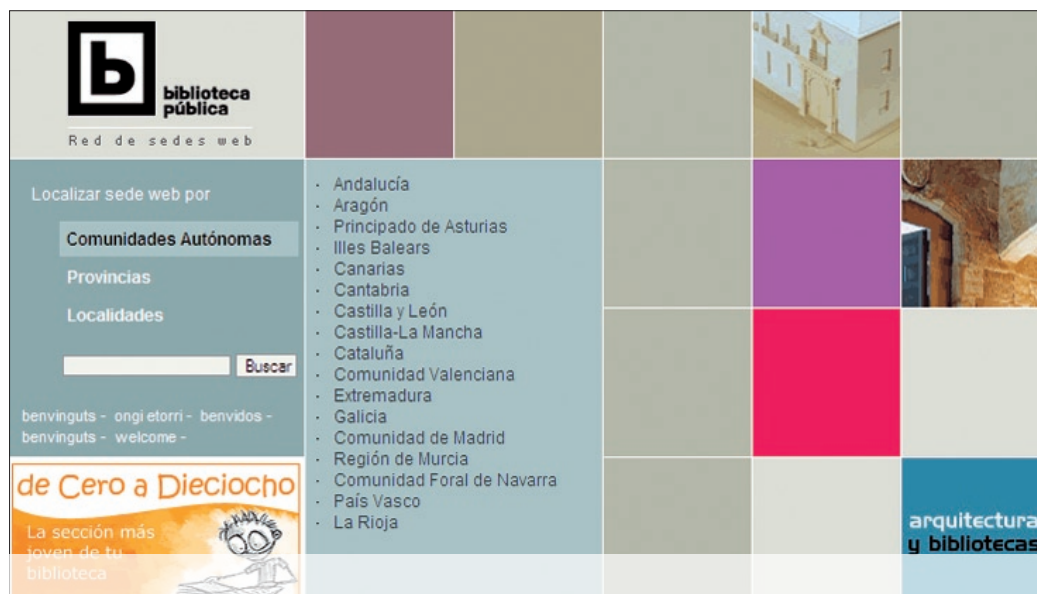 b
biblioteca
pública
Red de sedes web
Localizar sede web por
Comunidades Autónomas
Provincias
Localidades
Buscar
benvinguts - ongi etorri - benvidos -
benvinguts - welcome -
de Cero a Dieciocho
La sección más
joven de tu
biblioteca
· Andalucía
· Aragón
· Principado de Asturias
· Illes Balears
· Canarias
· Cantabria
· Castilla y León
· Castilla-La Mancha
· Cataluña
· Comunidad Valenciana
· Extremadura
· Galicia
· Comunidad de Madrid
· Región de Murcia
· Comunidad Foral de Navarra
· País Vasco
· La Rioja
arquitectura
y bibliotecas